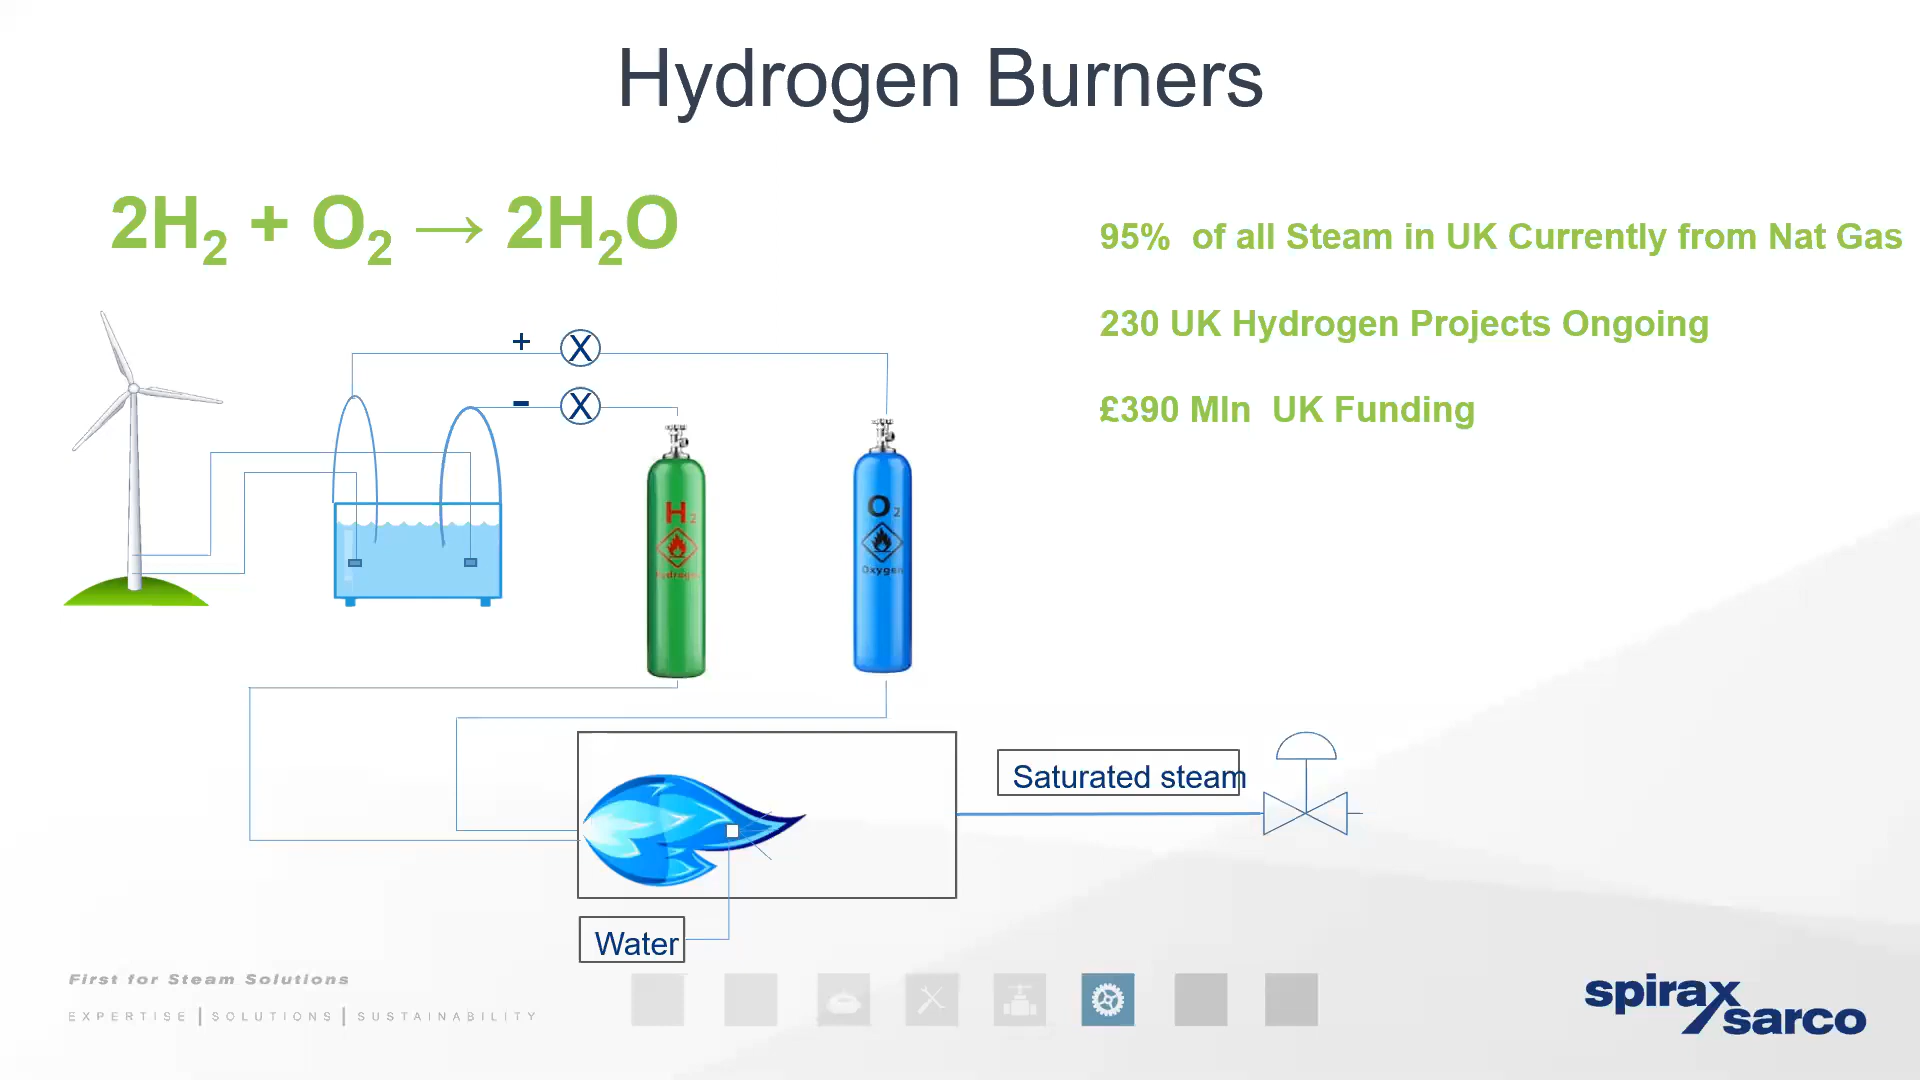 Hydrogen Burners
2H₂ + O₂ → 2H₂O
95% of all Steam in UK Currently from Nat Gas
230 UK Hydrogen Projects Ongoing
£390 Mln UK Funding
+ X
- X
H₂
Hydrogen
O₂
Oxygen
Saturated steam
Water
First for Steam Solutions
EXPERTISE | SOLUTIONS | SUSTAINABILITY
spirax
sarco